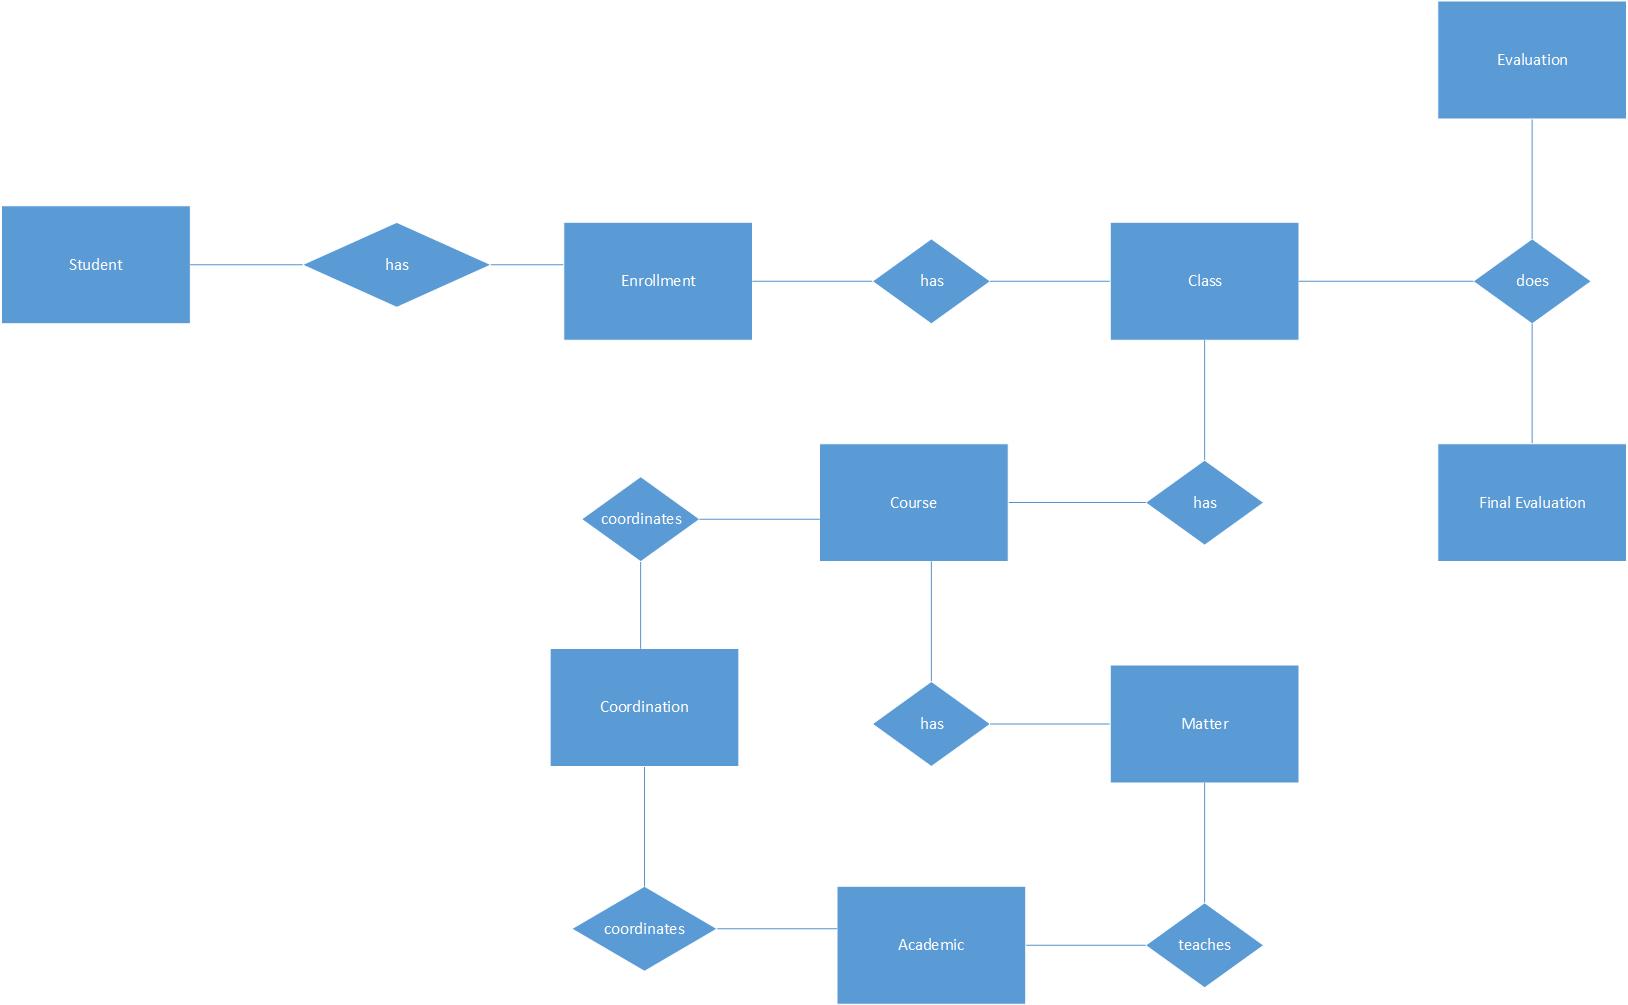 Evaluation
Student
has
Enrollment
has
Class
does
coordinates
Course
has
Final Evaluation
Coordination
has
Matter
coordinates
Academic
teaches